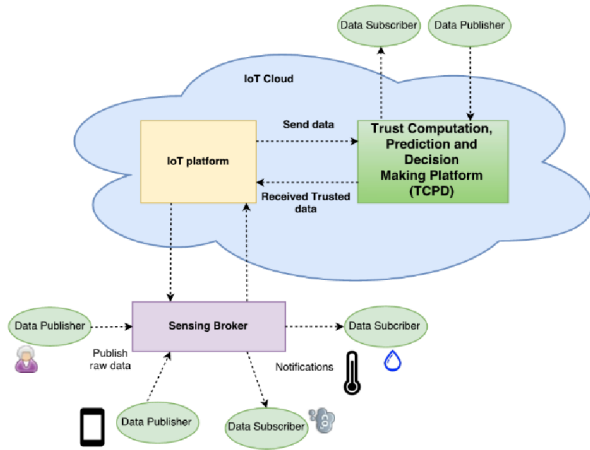 Data Subscriber
Data Publisher
IoT Cloud
Send data
IoT platform
Trust Computation,
Prediction and
Decision
Making Platform
(TCPD)
Received Trusted
data
Data Publisher
Sensing Broker
Data Subcriber
Publish
raw data
Notifications
Data Publisher
Data Subscriber